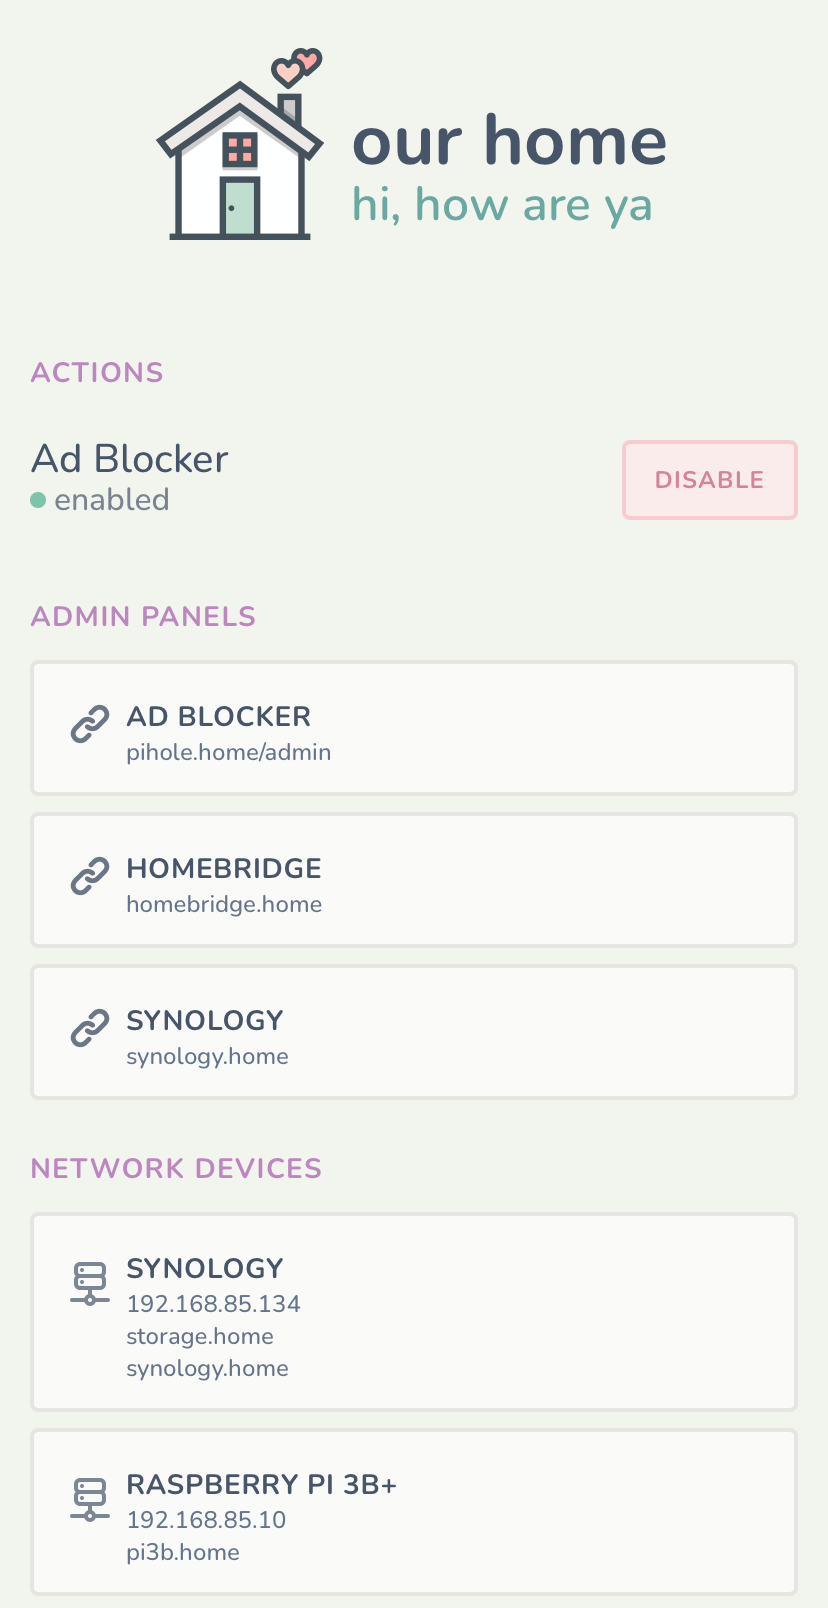 our home
hi, how are ya
ACTIONS
Ad Blocker
enabled
DISABLE
ADMIN PANELS
AD BLOCKER
pihole.home/admin
HOMEBRIDGE
homebridge.home
SYNOLOGY
synology.home
NETWORK DEVICES
SYNOLOGY
192.168.85.134
storage.home
synology.home
RASPBERRY PI 3B+
192.168.85.10
pi3b.home